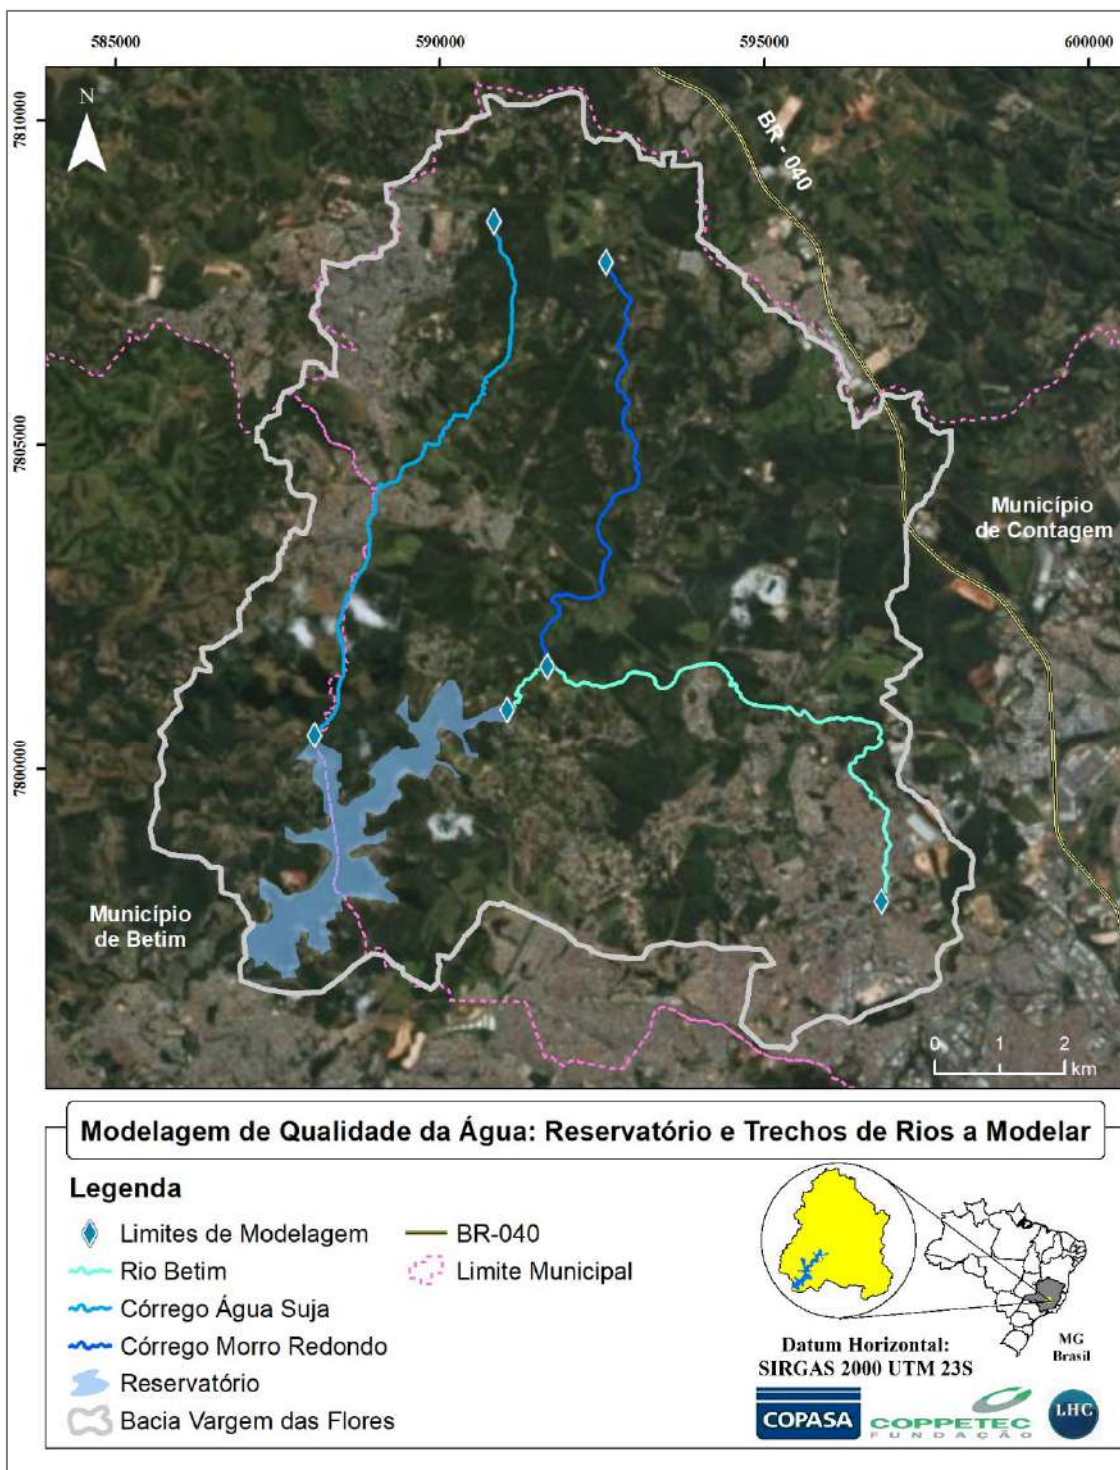 585000
590000
595000
600000
7810000
7805000
7800000
N
BR - 040
Município
de Contagem
Município
de Betim
0 1 2
km
Modelagem de Qualidade da Água: Reservatório e Trechos de Rios a Modelar
Legenda
Limites de Modelagem
Rio Betim
Córrego Água Suja
Córrego Morro Redondo
Reservatório
Bacia Vargem das Flores
BR-040
Limite Municipal
Datum Horizontal:
SIRGAS 2000 UTM 23S
MG
Brasil
COPASA
COPPETEC
FUNDAÇÃO
LHC